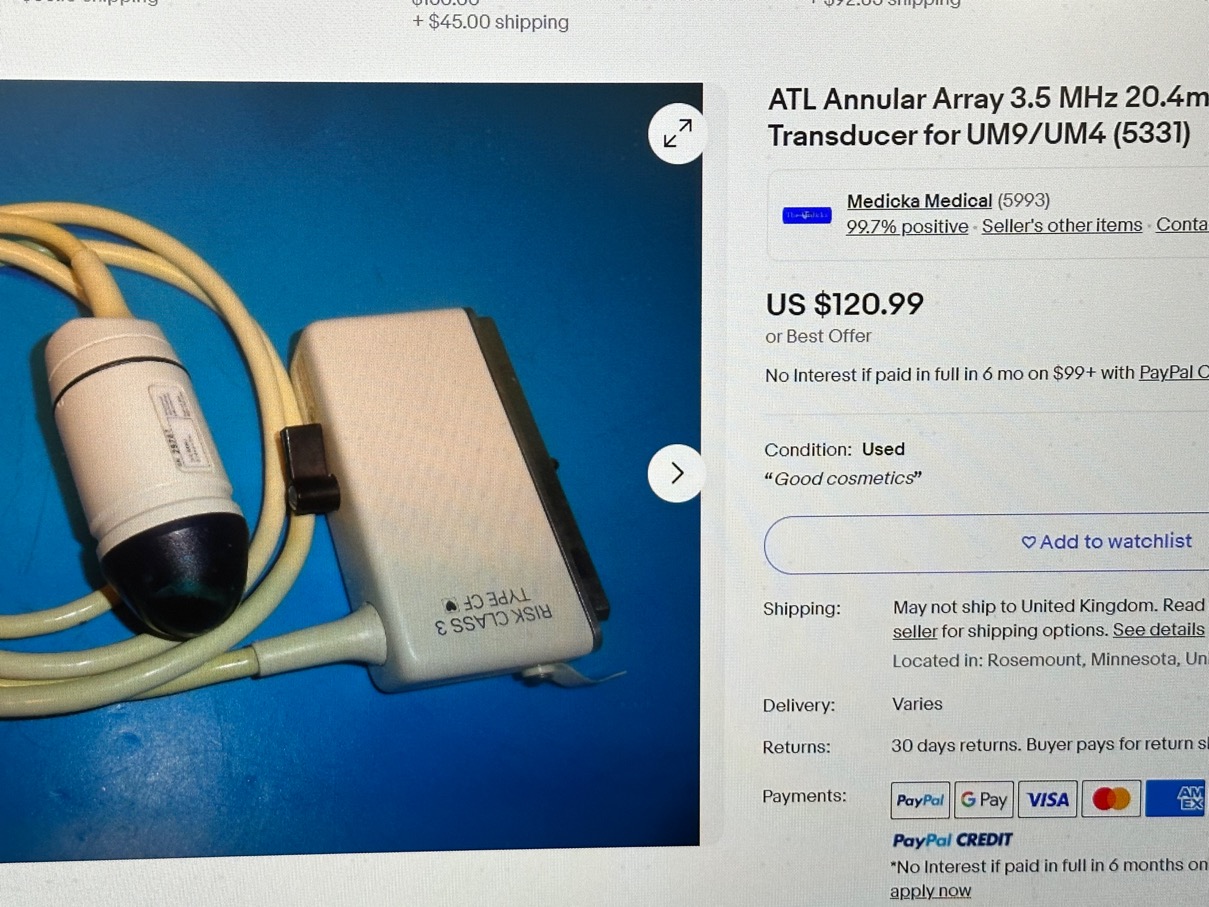 + $45.00 shipping
ATL Annular Array 3.5 MHz 20.4m
Transducer for UM9/UM4 (5331)
Medicka Medical (5993)
99.7% positive · Seller's other items · Conta
US $120.99
or Best Offer
No Interest if paid in full in 6 mo on $99+ with PayPal C
Condition: Used
“Good cosmetics”
Add to watchlist
Shipping: May not ship to United Kingdom. Read
seller for shipping options. See details
Located in: Rosemount, Minnesota, Un
Delivery: Varies
Returns: 30 days returns. Buyer pays for return s
Payments: PayPal G Pay VISA AM EX
PayPal CREDIT
*No Interest if paid in full in 6 months on
apply now
RISK CLASS 3
TYPE CF